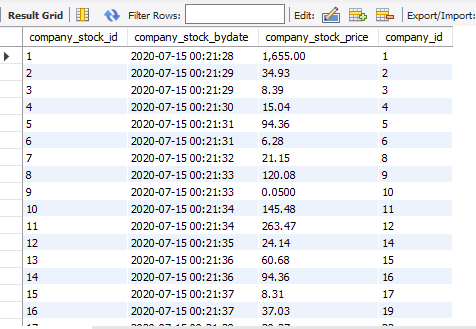 Result Grid Filter Rows: Edit: Export/Import:
company_stock_id company_stock_bydate company_stock_price company_id
1 2020-07-15 00:21:28 1,655.00 1
2 2020-07-15 00:21:29 34.93 2
3 2020-07-15 00:21:29 8.39 3
4 2020-07-15 00:21:30 15.04 4
5 2020-07-15 00:21:31 94.36 5
6 2020-07-15 00:21:31 6.28 6
7 2020-07-15 00:21:32 21.15 8
8 2020-07-15 00:21:33 120.08 9
9 2020-07-15 00:21:33 0.0500 10
10 2020-07-15 00:21:34 145.48 11
11 2020-07-15 00:21:34 263.47 12
12 2020-07-15 00:21:35 24.14 14
13 2020-07-15 00:21:36 60.68 15
14 2020-07-15 00:21:36 94.36 16
15 2020-07-15 00:21:37 8.31 17
16 2020-07-15 00:21:37 37.03 19